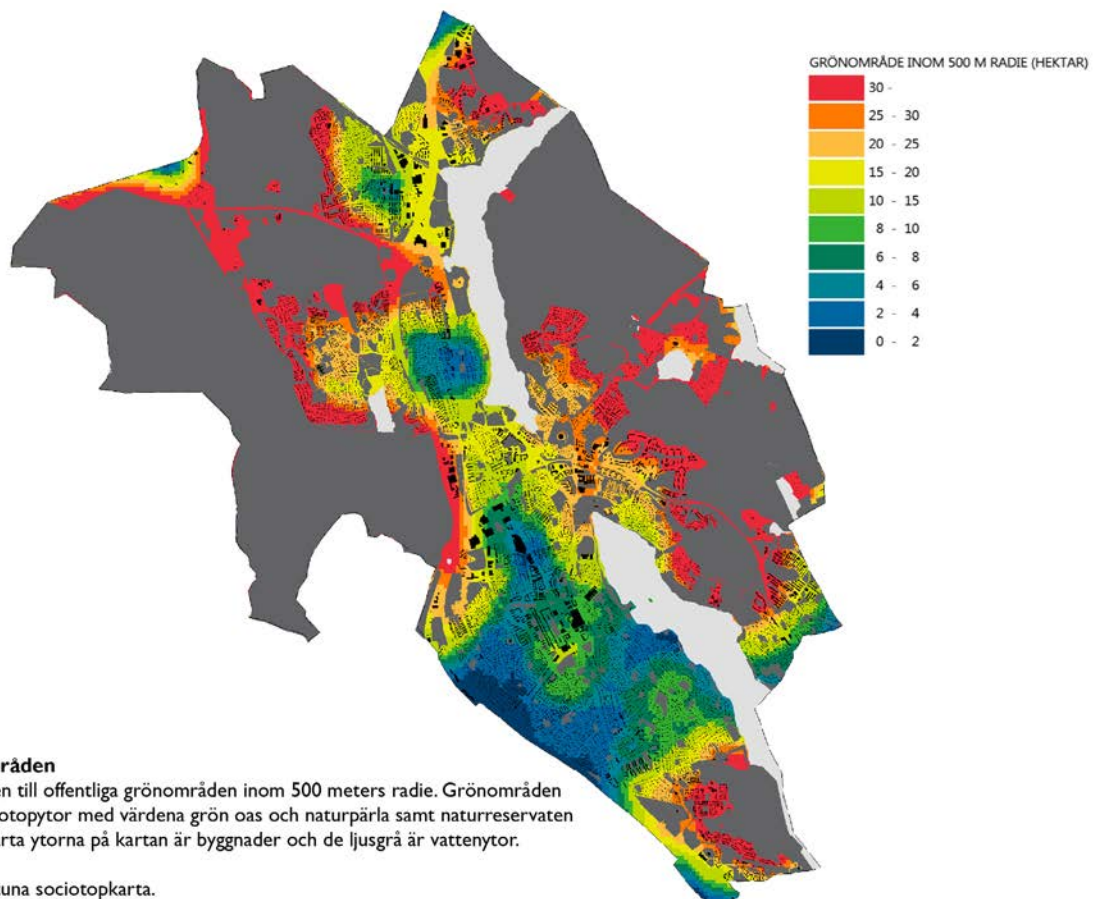 GRÖNOMRÅDE INOM 500 M RADIE (HEKTAR)
30 -
25 - 30
20 - 25
15 - 20
10 - 15
8 - 10
6 - 8
4 - 6
2 - 4
0 - 2
råden
en till offentliga grönområden inom 500 meters radie. Grönområden
otopytor med värdena grön oas och naturpärla samt naturreservaten
arta ytorna på kartan är byggnader och de ljusgrå är vattenytor.
tuna sociotopkarta.